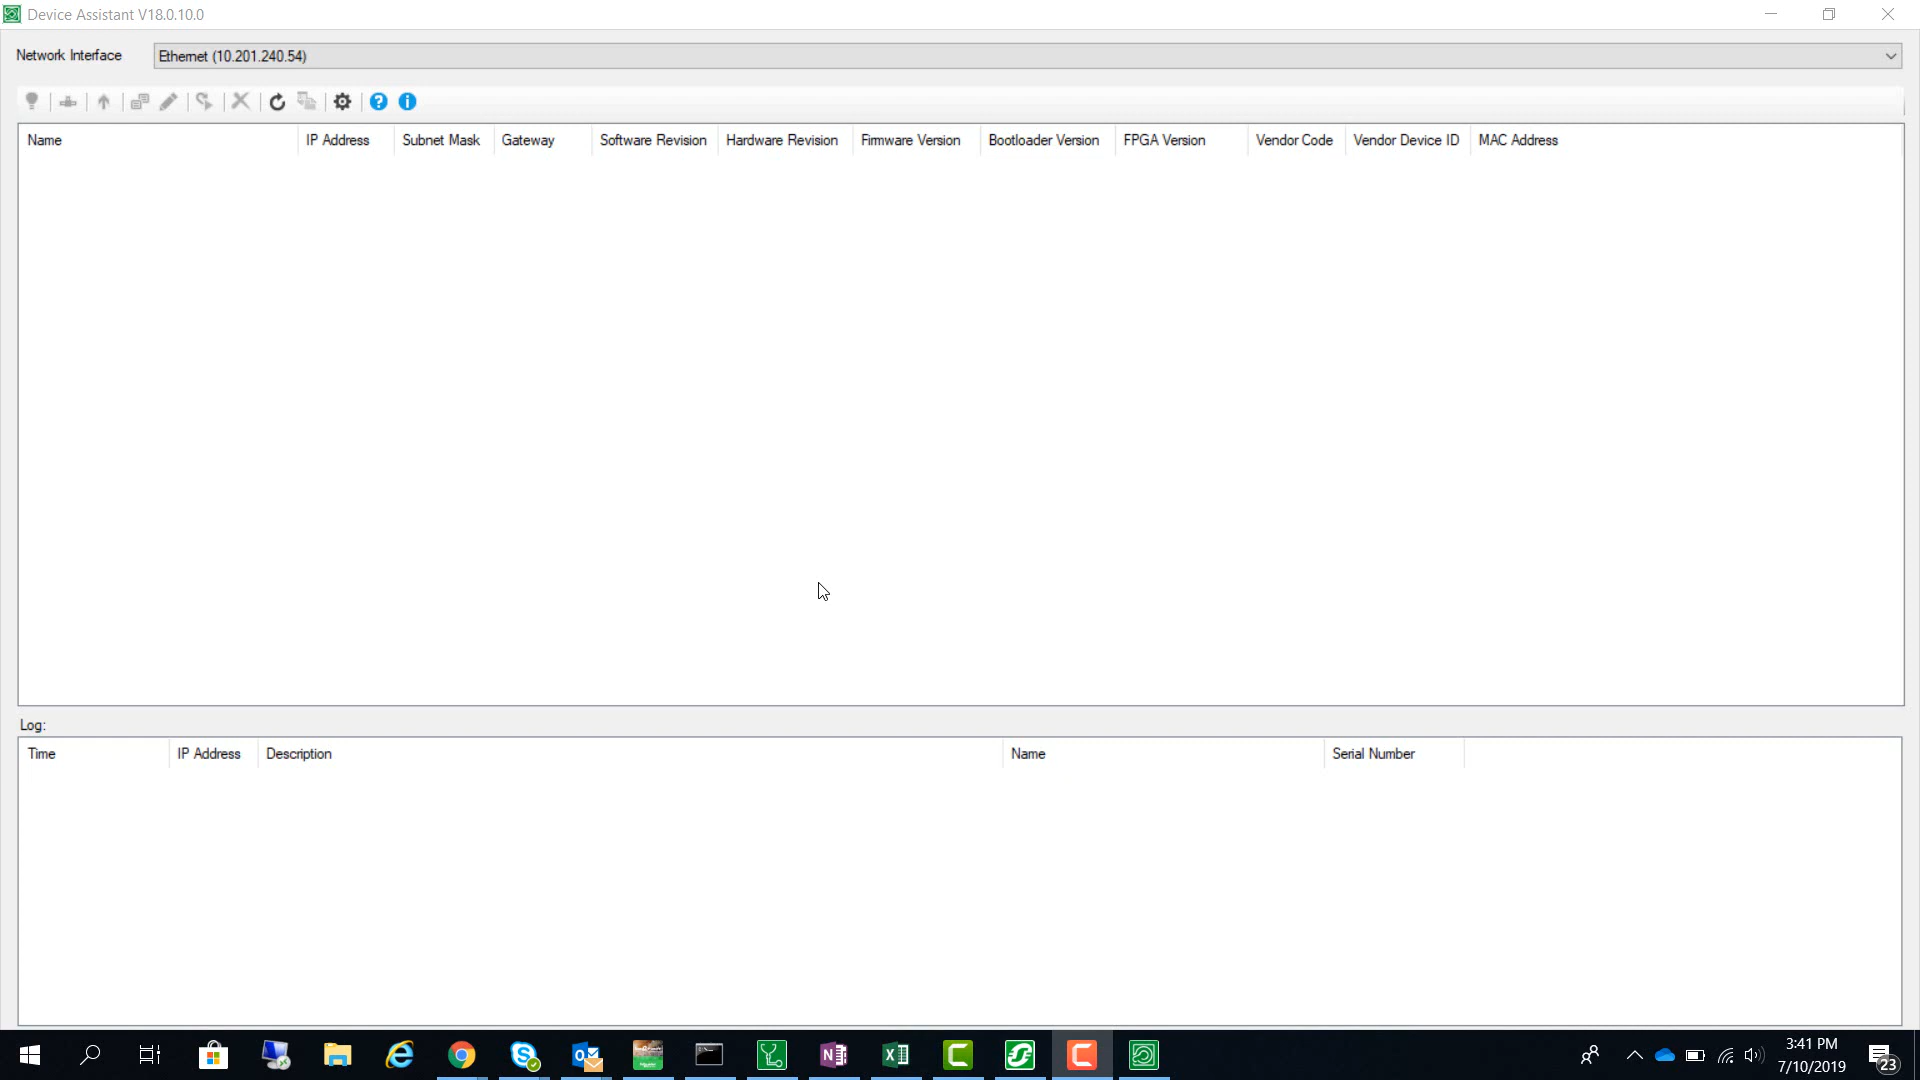 Device Assistant V18.0.10.0
Network Interface
Ethernet (10.201.240.54)
Name IP Address Subnet Mask Gateway Software Revision Hardware Revision Firmware Version Bootloader Version FPGA Version Vendor Code Vendor Device ID MAC Address
Log:
Time IP Address Description Name Serial Number
3:41 PM
7/10/2019
23